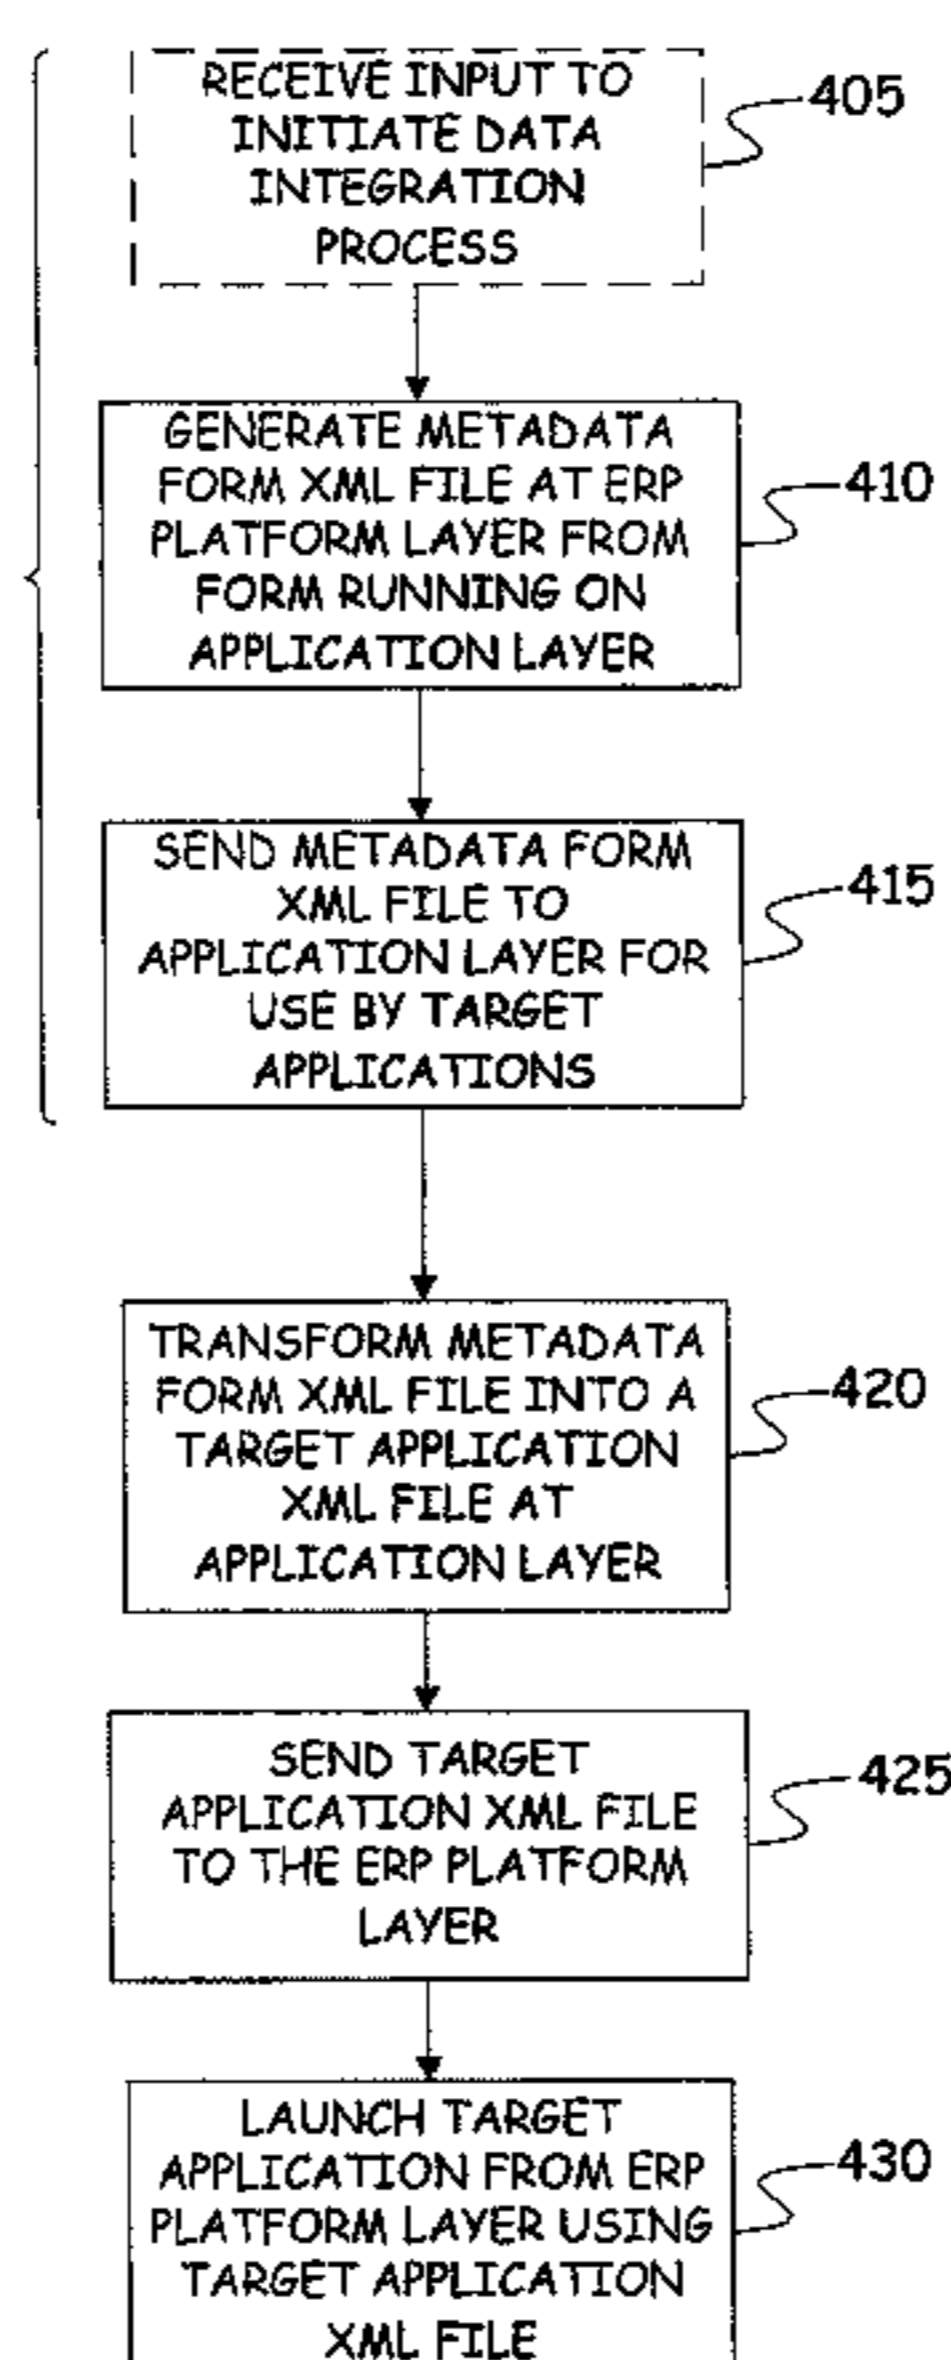 RECEIVE INPUT TO
INITIATE DATA
INTEGRATION
PROCESS
405
GENERATE METADATA
FORM XML FILE AT ERP
PLATFORM LAYER FROM
FORM RUNNING ON
APPLICATION LAYER
410
SEND METADATA FORM
XML FILE TO
APPLICATION LAYER FOR
USE BY TARGET
APPLICATIONS
415
TRANSFORM METADATA
FORM XML FILE INTO A
TARGET APPLICATION
XML FILE AT
APPLICATION LAYER
420
SEND TARGET
APPLICATION XML FILE
TO THE ERP PLATFORM
LAYER
425
LAUNCH TARGET
APPLICATION FROM ERP
PLATFORM LAYER USING
TARGET APPLICATION
XML FILE
430